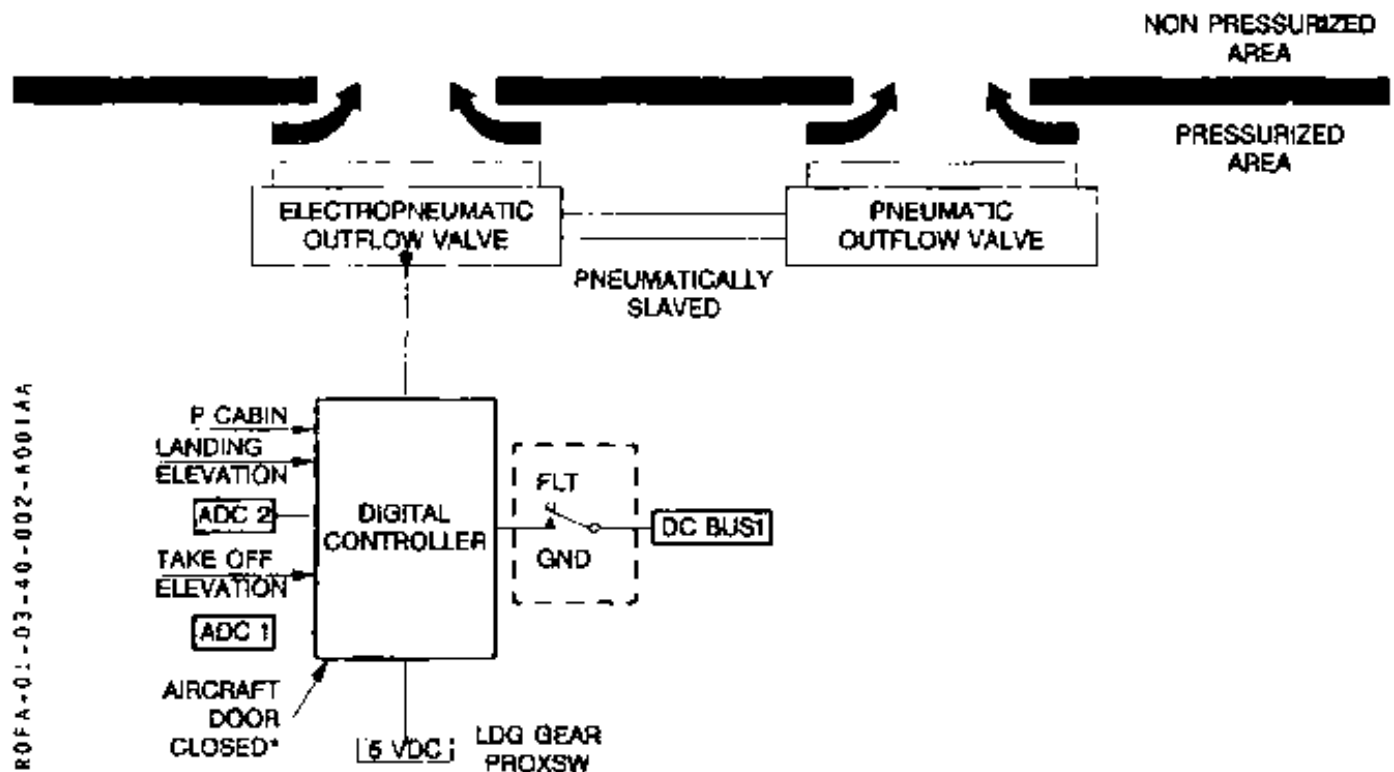 NON PRESSURIZED
AREA
PRESSURIZED
AREA
ELECTROPNEUMATIC
OUTFLOW VALVE
PNEUMATIC
OUTFLOW VALVE
PNEUMATICALLY
SLAVED
P CABIN
LANDING
ELEVATION
ADC 2
TAKE OFF
ELEVATION
ADC 1
DIGITAL
CONTROLLER
FLT
GND
DC BUS1
AIRCRAFT
DOOR
CLOSED*
5 VDC
LDG GEAR
PROXSW